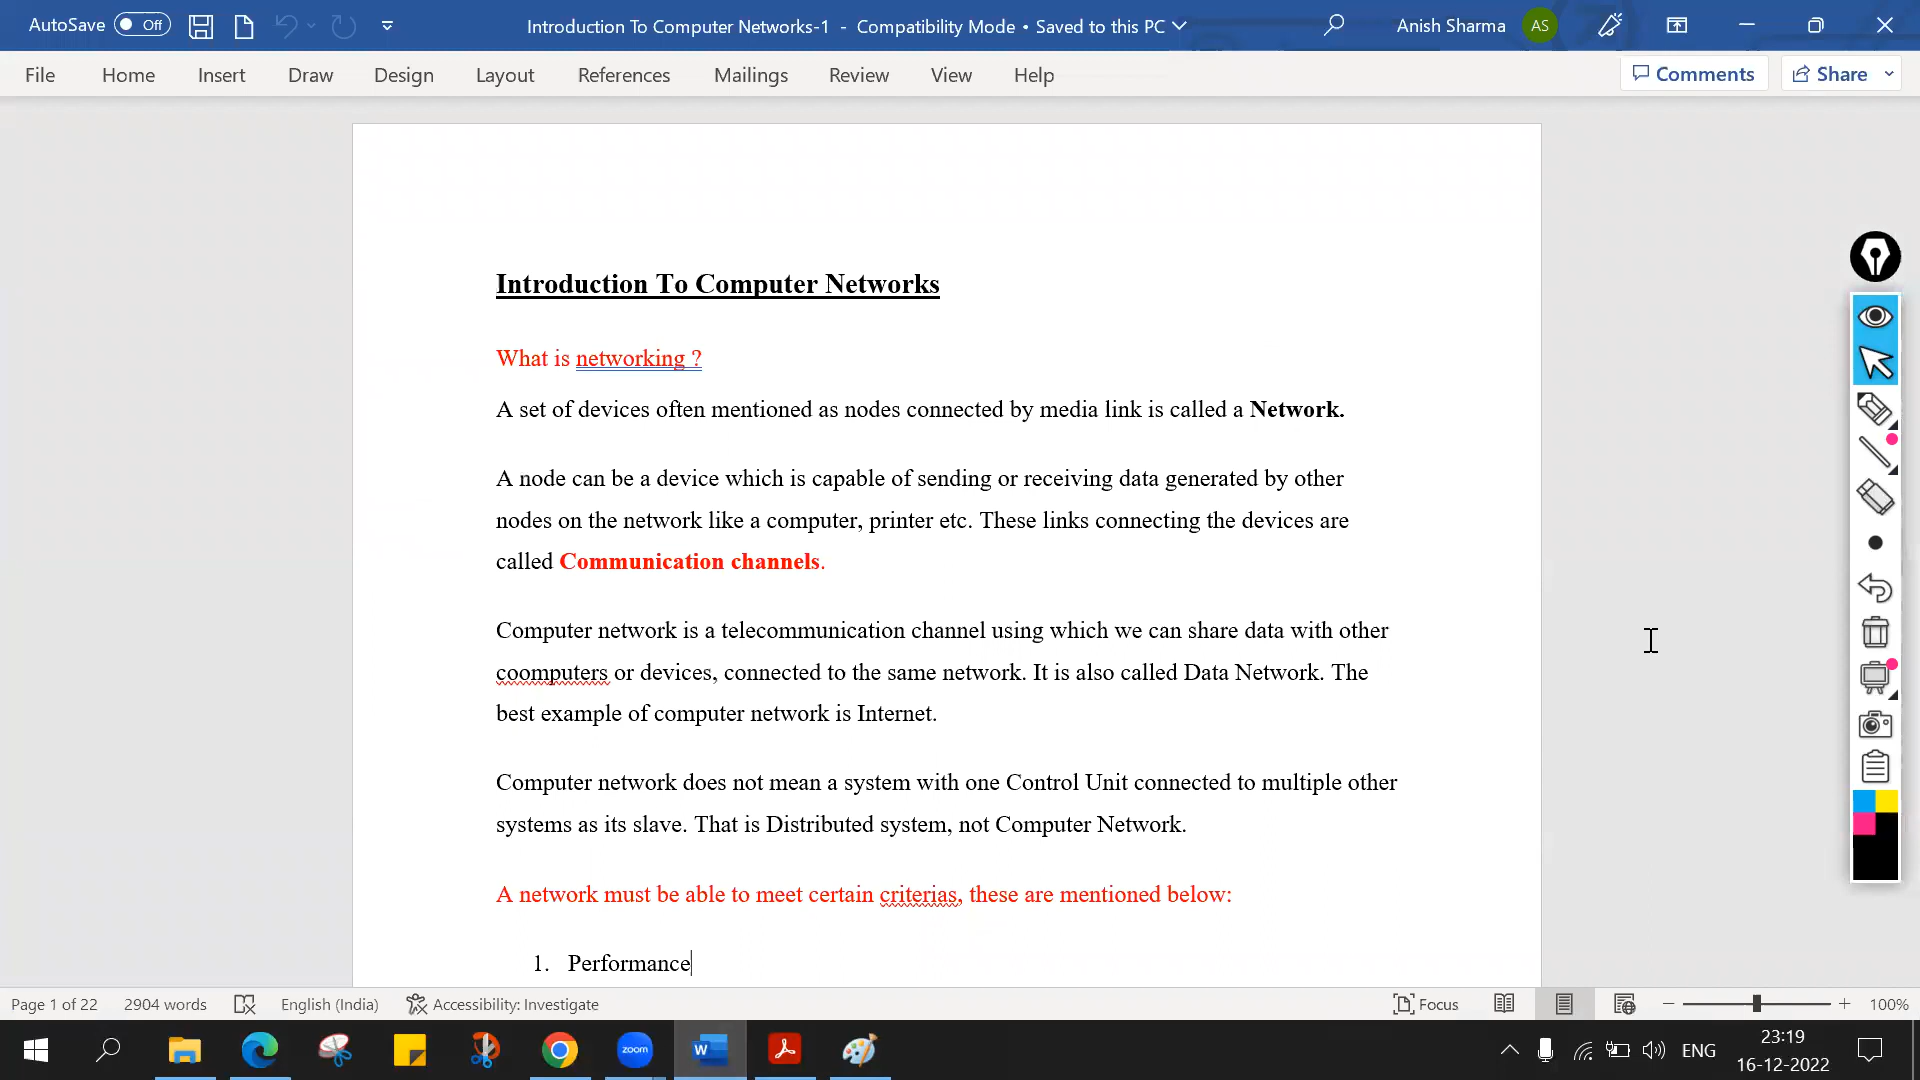 AutoSave Off Introduction To Computer Networks-1 - Compatibility Mode • Saved to this PC Anish Sharma AS
File Home Insert Draw Design Layout References Mailings Review View Help Comments Share
Introduction To Computer Networks
What is networking ?
A set of devices often mentioned as nodes connected by media link is called a Network.
A node can be a device which is capable of sending or receiving data generated by other
nodes on the network like a computer, printer etc. These links connecting the devices are
called Communication channels.
Computer network is a telecommunication channel using which we can share data with other
coomputers or devices, connected to the same network. It is also called Data Network. The
best example of computer network is Internet.
Computer network does not mean a system with one Control Unit connected to multiple other
systems as its slave. That is Distributed system, not Computer Network.
A network must be able to meet certain criterias, these are mentioned below:
1. Performance
Page 1 of 22 2904 words English (India) Accessibility: Investigate Focus 100%
zoom W ENG 23:19
16-12-2022